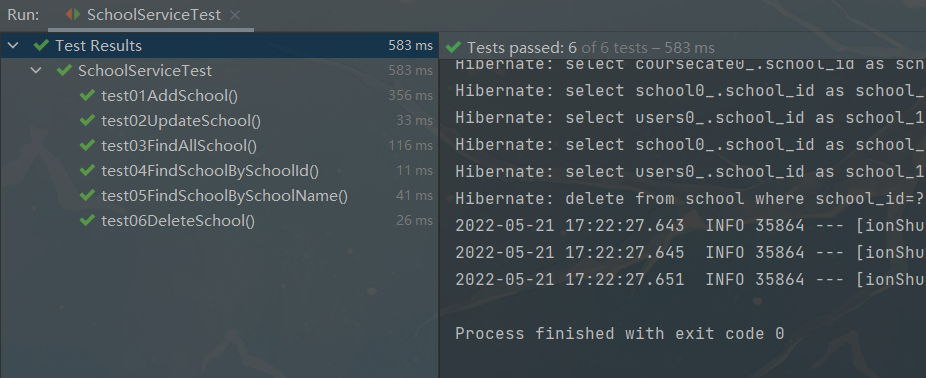 Run: SchoolServiceTest
Test Results 583 ms
SchoolServiceTest 583 ms
test01AddSchool() 356 ms
test02UpdateSchool() 33 ms
test03FindAllSchool() 116 ms
test04FindSchoolBySchoolId() 11 ms
test05FindSchoolBySchoolName() 41 ms
test06DeleteSchool() 26 ms
Tests passed: 6 of 6 tests – 583 ms
Hibernate: select coursecate0_.school_id as sch
Hibernate: select school0_.school_id as school_
Hibernate: select users0_.school_id as school_1
Hibernate: select school0_.school_id as school_
Hibernate: select users0_.school_id as school_1
Hibernate: delete from school where school_id=?
2022-05-21 17:22:27.643  INFO 35864 --- [ionShu
2022-05-21 17:22:27.645  INFO 35864 --- [ionShu
2022-05-21 17:22:27.651  INFO 35864 --- [ionShu
Process finished with exit code 0